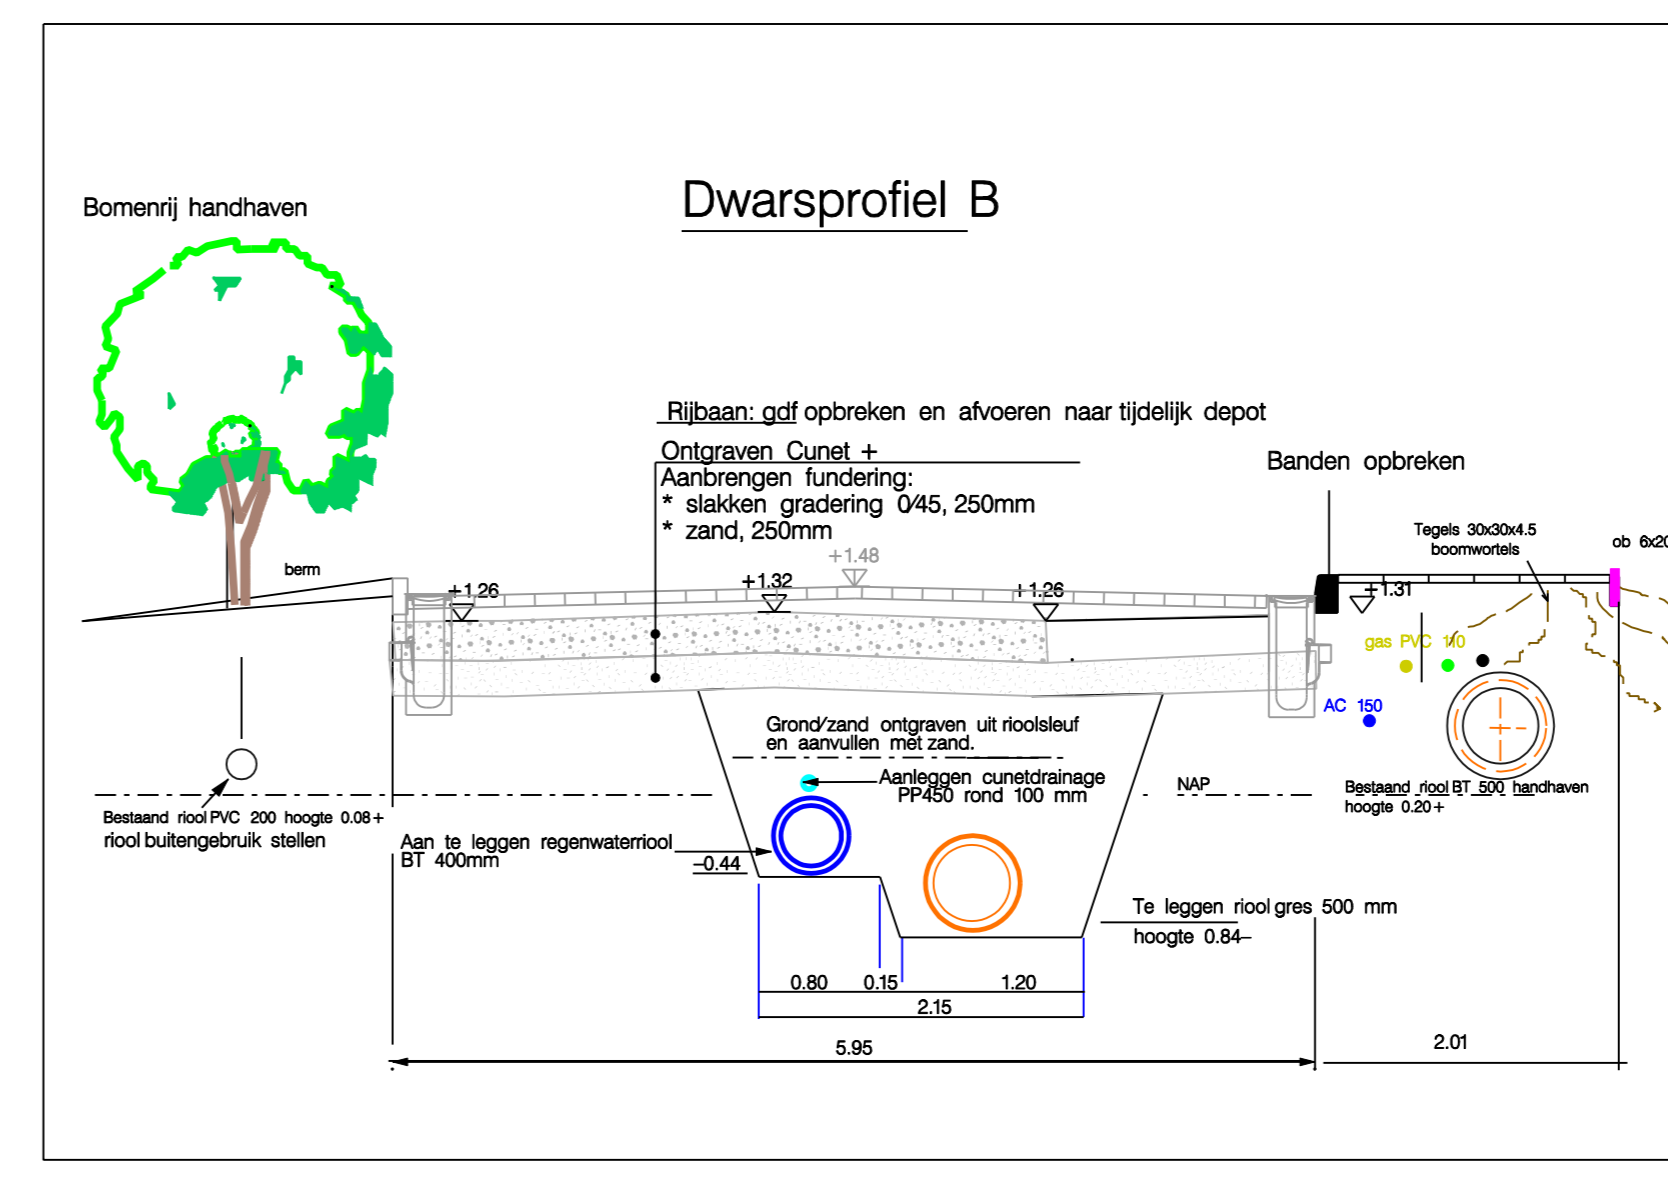 Dwarsprofiel B
Bomenrij handhaven
Rijbaan: gdf opbreken en afvoeren naar tijdelijk depot
Ontgraven Cunet +
Aanbrengen fundering:
* slakken gradering 0/45, 250mm
* zand, 250mm
Banden opbreken
Tegels 30x30x4.5
boomwortels
ob 6x20
berm
+1.48
+1.26
+1.32
+1.26
+1.31
gas PVC 110
AC 150
Grond/zand ontgraven uit rioolsleuf
en aanvullen met zand.
Aanleggen cunetdrainage
PP450 rond 100 mm
NAP
Bestaand riool BT 500 handhaven
hoogte 0.20+
Bestaand riool PVC 200 hoogte 0.08+
riool buitengebruik stellen
Aan te leggen regenwaterriool
BT 400mm
-0.44
Te leggen riool gres 500 mm
hoogte 0.84-
0.80 0.15 1.20
2.15
5.95
2.01